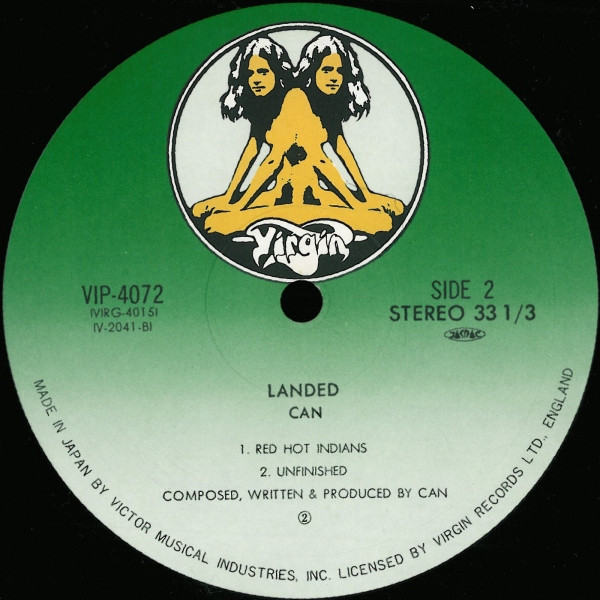 Virgin
VIP-4072
(VIRG-4015)
(V-2041-B)
SIDE 2
STEREO 33 1/3
JASRAC
LANDED
CAN
1. RED HOT INDIANS
2. UNFINISHED
COMPOSED, WRITTEN & PRODUCED BY CAN
②
MADE IN JAPAN BY VICTOR MUSICAL INDUSTRIES, INC. LICENSED BY VIRGIN RECORDS LTD., ENGLAND